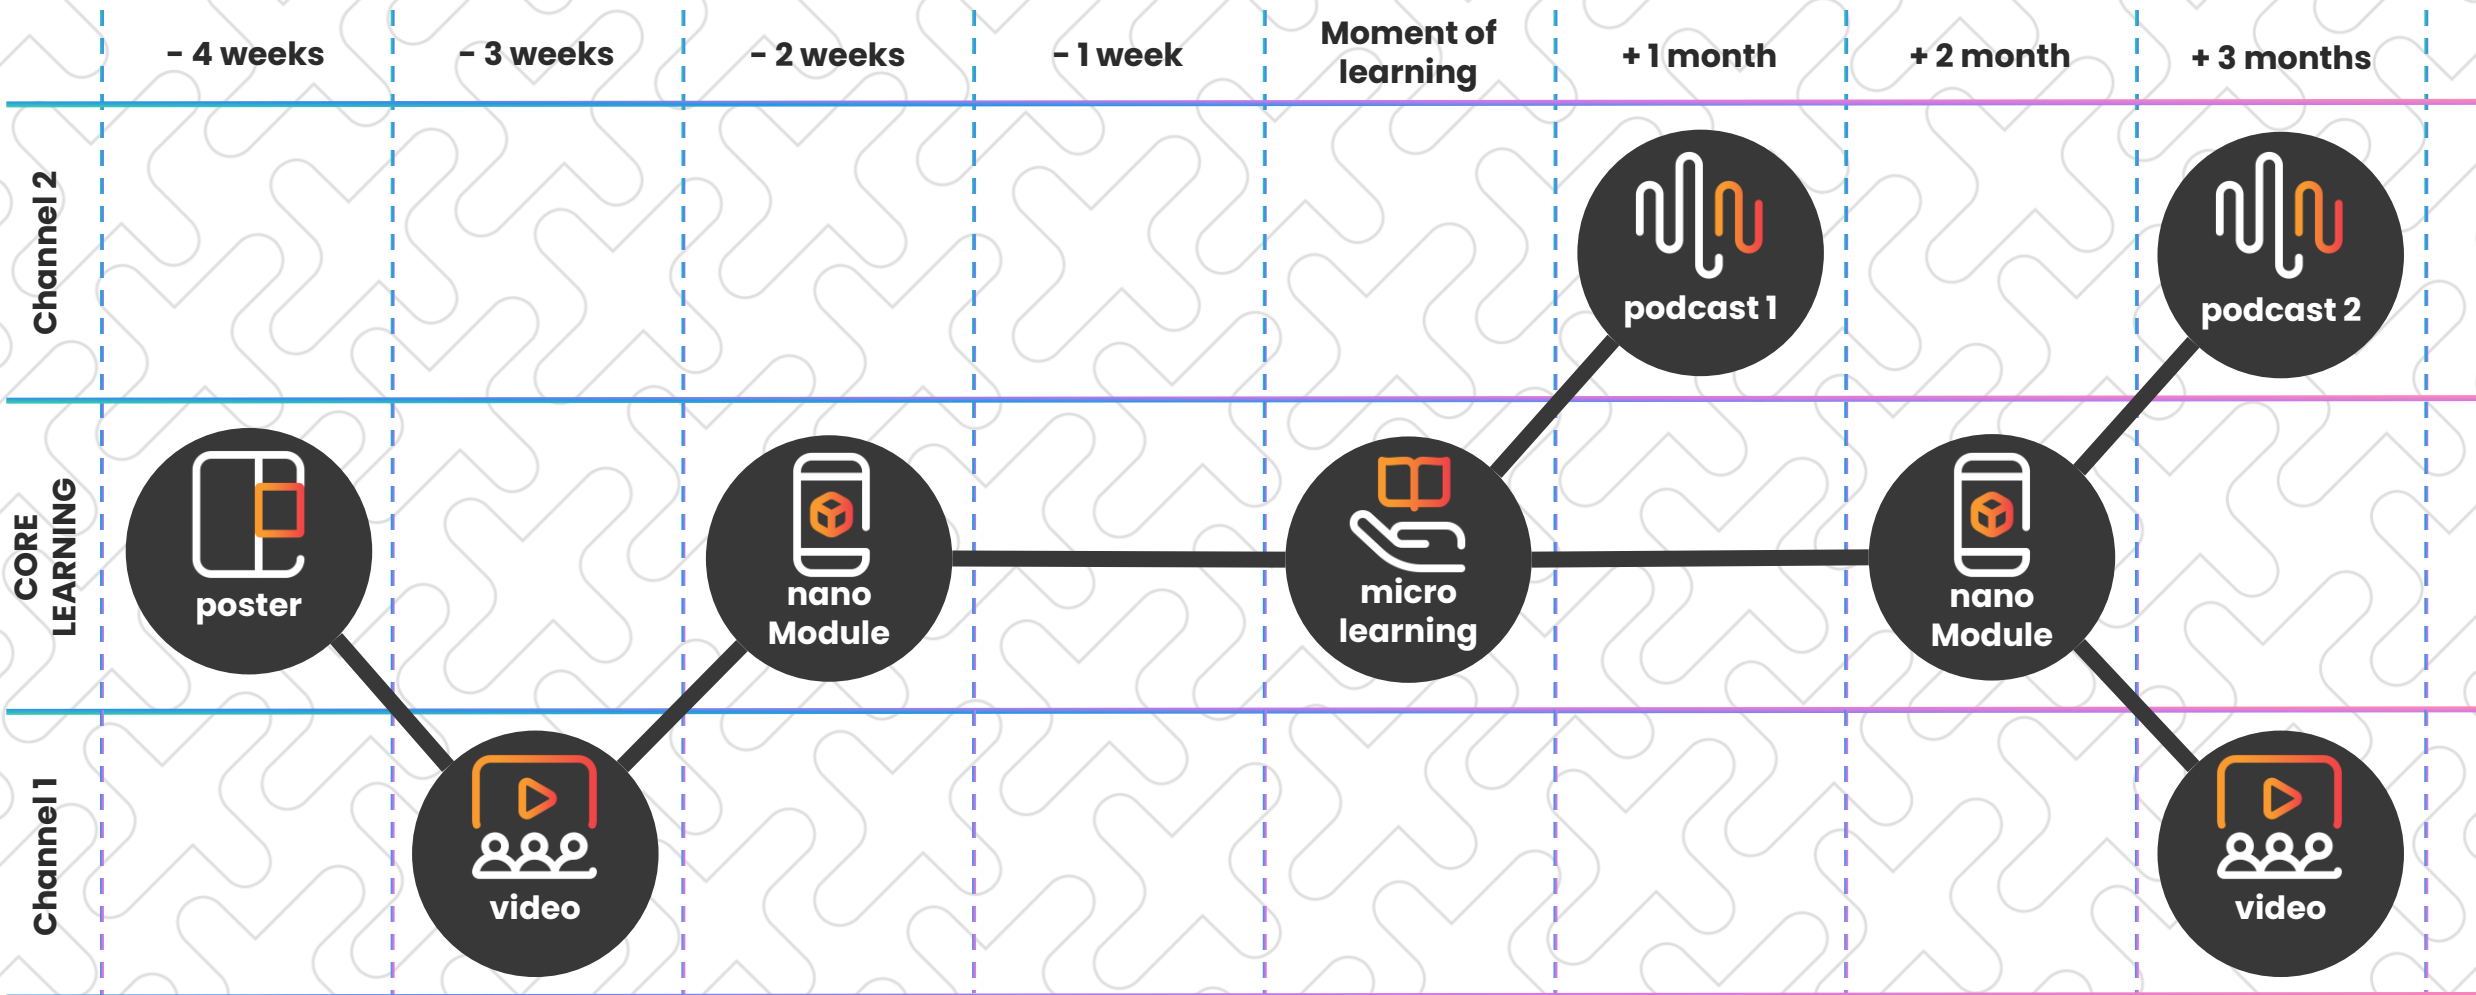 - 4 weeks
- 3 weeks
- 2 weeks
- 1 week
Moment of
learning
+ 1 month
+ 2 month
+ 3 months
Channel 2
podcast 1
podcast 2
CORE
LEARNING
poster
nano
Module
micro
learning
nano
Module
Channel 1
video
video